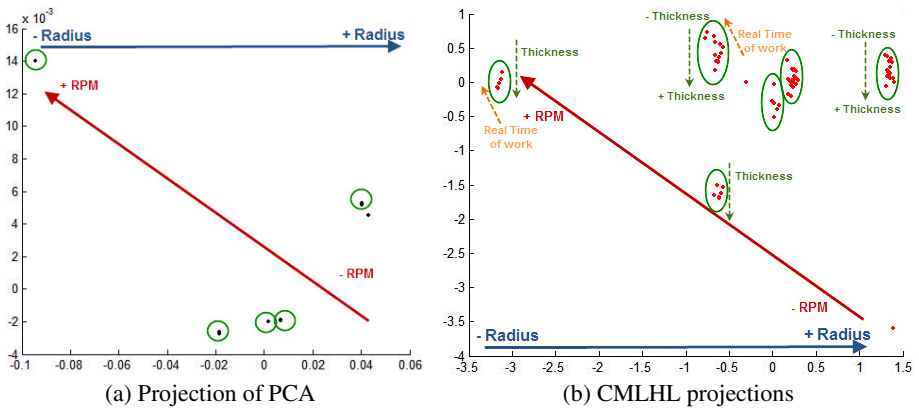 16 x 10⁻³
14
12
10
8
6
4
2
0
-2
-4
-0.1 -0.08 -0.06 -0.04 -0.02 0 0.02 0.04 0.06
- Radius + Radius
+ RPM
- RPM
(a) Projection of PCA
1
0.5
0
-0.5
-1
-1.5
-2
-2.5
-3
-3.5
-4
-3.5 -3 -2.5 -2 -1.5 -1 -0.5 0 0.5 1 1.5
Thickness
Real Time
of work
+ RPM
- Thickness
+ Thickness
Real Time
of work
- Thickness
+ Thickness
Thickness
- RPM
- Radius + Radius
(b) CMLHL projections